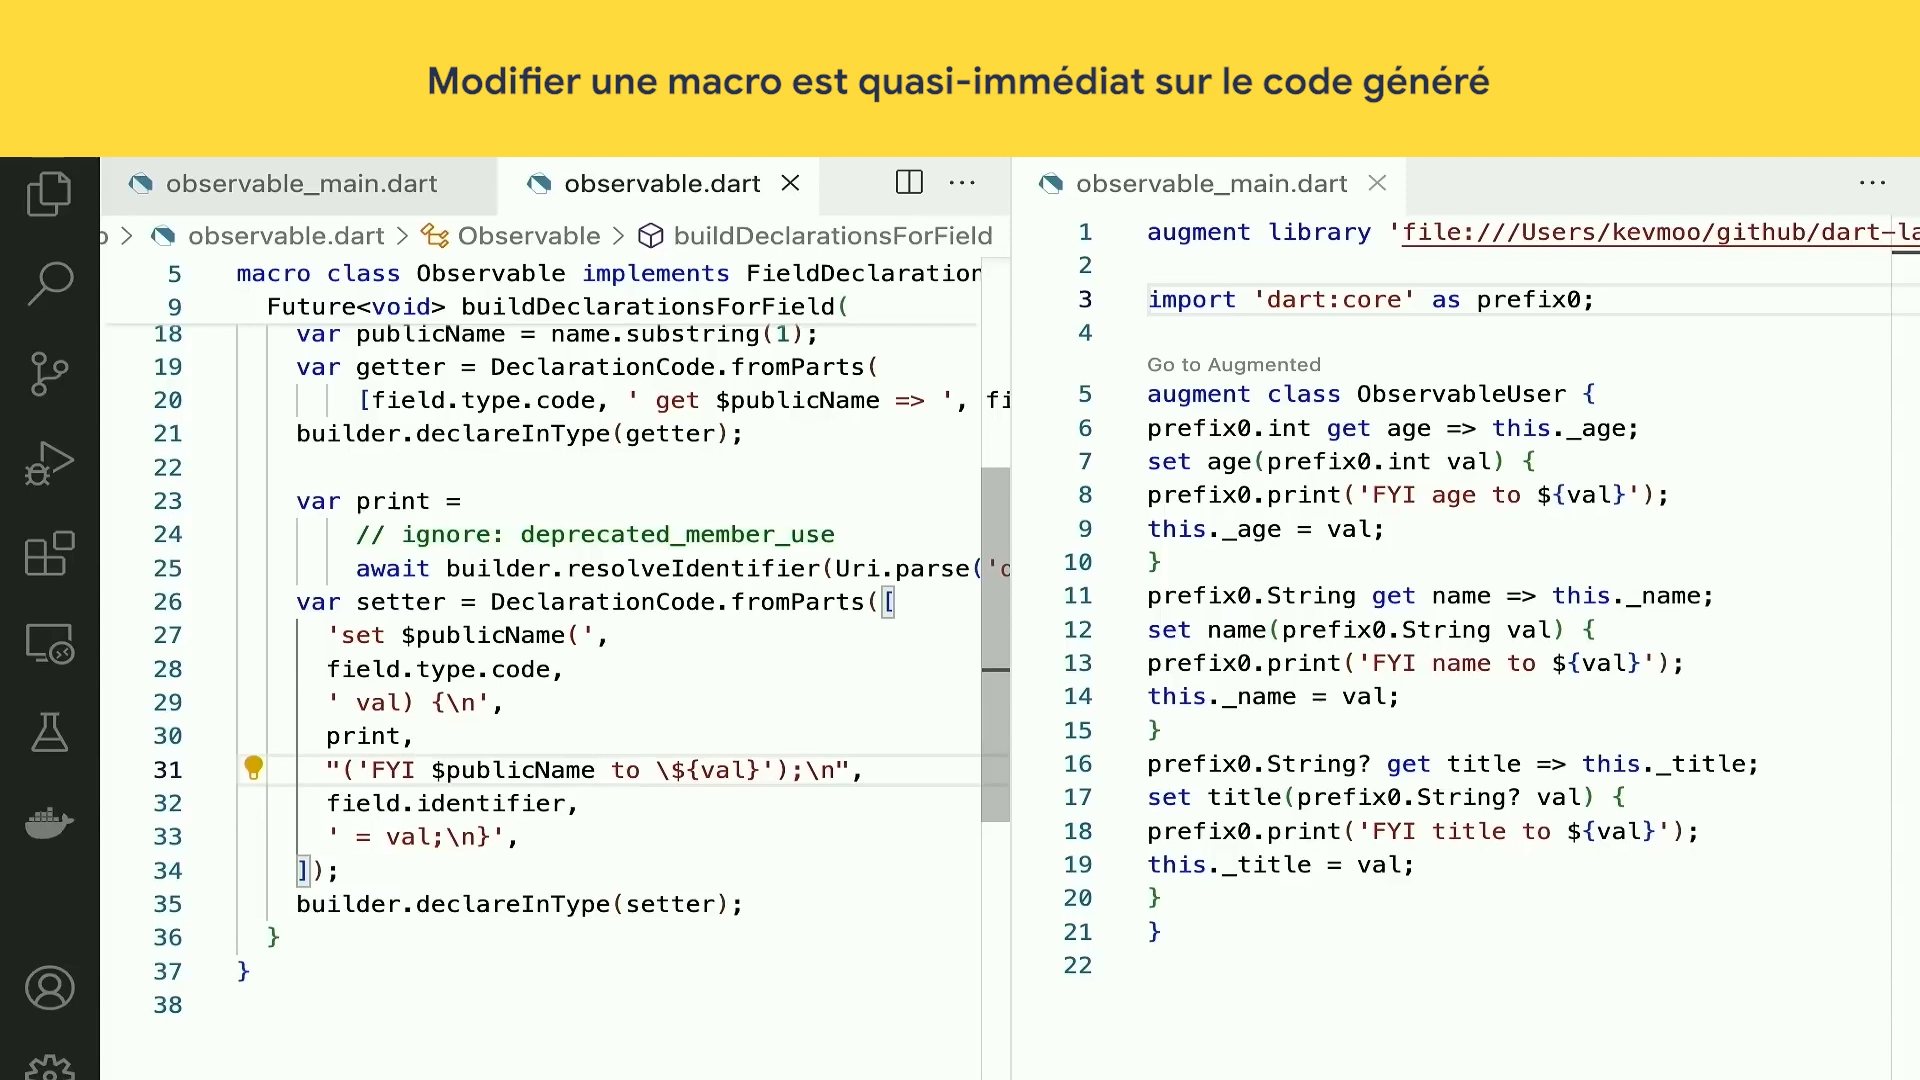 Modifier une macro est quasi-immédiat sur le code généré
observable_main.dart
observable.dart
observable.dart > Observable > buildDeclarationsForField
5 macro class Observable implements FieldDeclaration
9 Future<void> buildDeclarationsForField(
18 var publicName = name.substring(1);
19 var getter = DeclarationCode.fromParts(
20 [field.type.code, ' get $publicName => ', fi
21 builder.declareInType(getter);
22
23 var print =
24 // ignore: deprecated_member_use
25 await builder.resolveIdentifier(Uri.parse('d
26 var setter = DeclarationCode.fromParts([
27 'set $publicName(',
28 field.type.code,
29 ' val) {\n',
30 print,
31 "('FYI $publicName to \${val}');\n",
32 field.identifier,
33 ' = val;\n}',
34 ]);
35 builder.declareInType(setter);
36 }
37 }
38
observable_main.dart
1 augment library 'file:///Users/kevmoo/github/dart-la
2
3 import 'dart:core' as prefix0;
4
Go to Augmented
5 augment class ObservableUser {
6 prefix0.int get age => this._age;
7 set age(prefix0.int val) {
8 prefix0.print('FYI age to ${val}');
9 this._age = val;
10 }
11 prefix0.String get name => this._name;
12 set name(prefix0.String val) {
13 prefix0.print('FYI name to ${val}');
14 this._name = val;
15 }
16 prefix0.String? get title => this._title;
17 set title(prefix0.String? val) {
18 prefix0.print('FYI title to ${val}');
19 this._title = val;
20 }
21 }
22